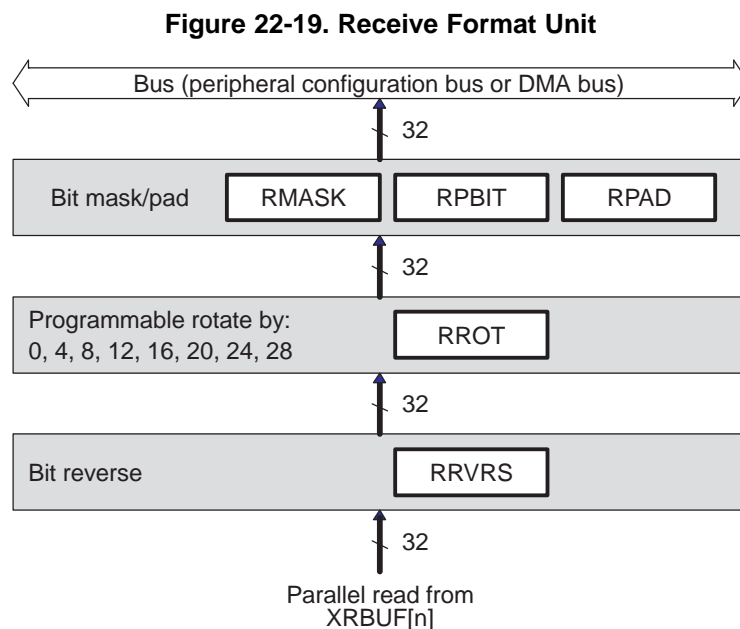 Figure 22-19. Receive Format Unit
Bus (peripheral configuration bus or DMA bus)
32
Bit mask/pad RMASK RPBIT RPAD
32
Programmable rotate by:
0, 4, 8, 12, 16, 20, 24, 28
RROT
32
Bit reverse RRVRS
32
Parallel read from
XRBUF[n]